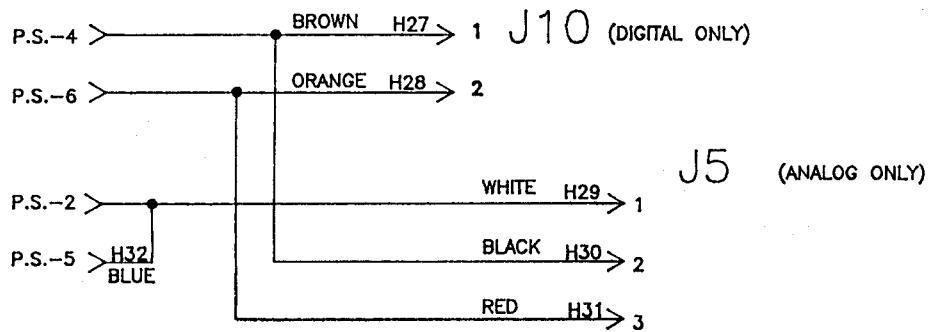 P.S.-4 BROWN H27 1 J10 (DIGITAL ONLY)
P.S.-6 ORANGE H28 2
J5 (ANALOG ONLY)
P.S.-2 WHITE H29 1
P.S.-5 H32 BLUE BLACK H30 2
RED H31 3